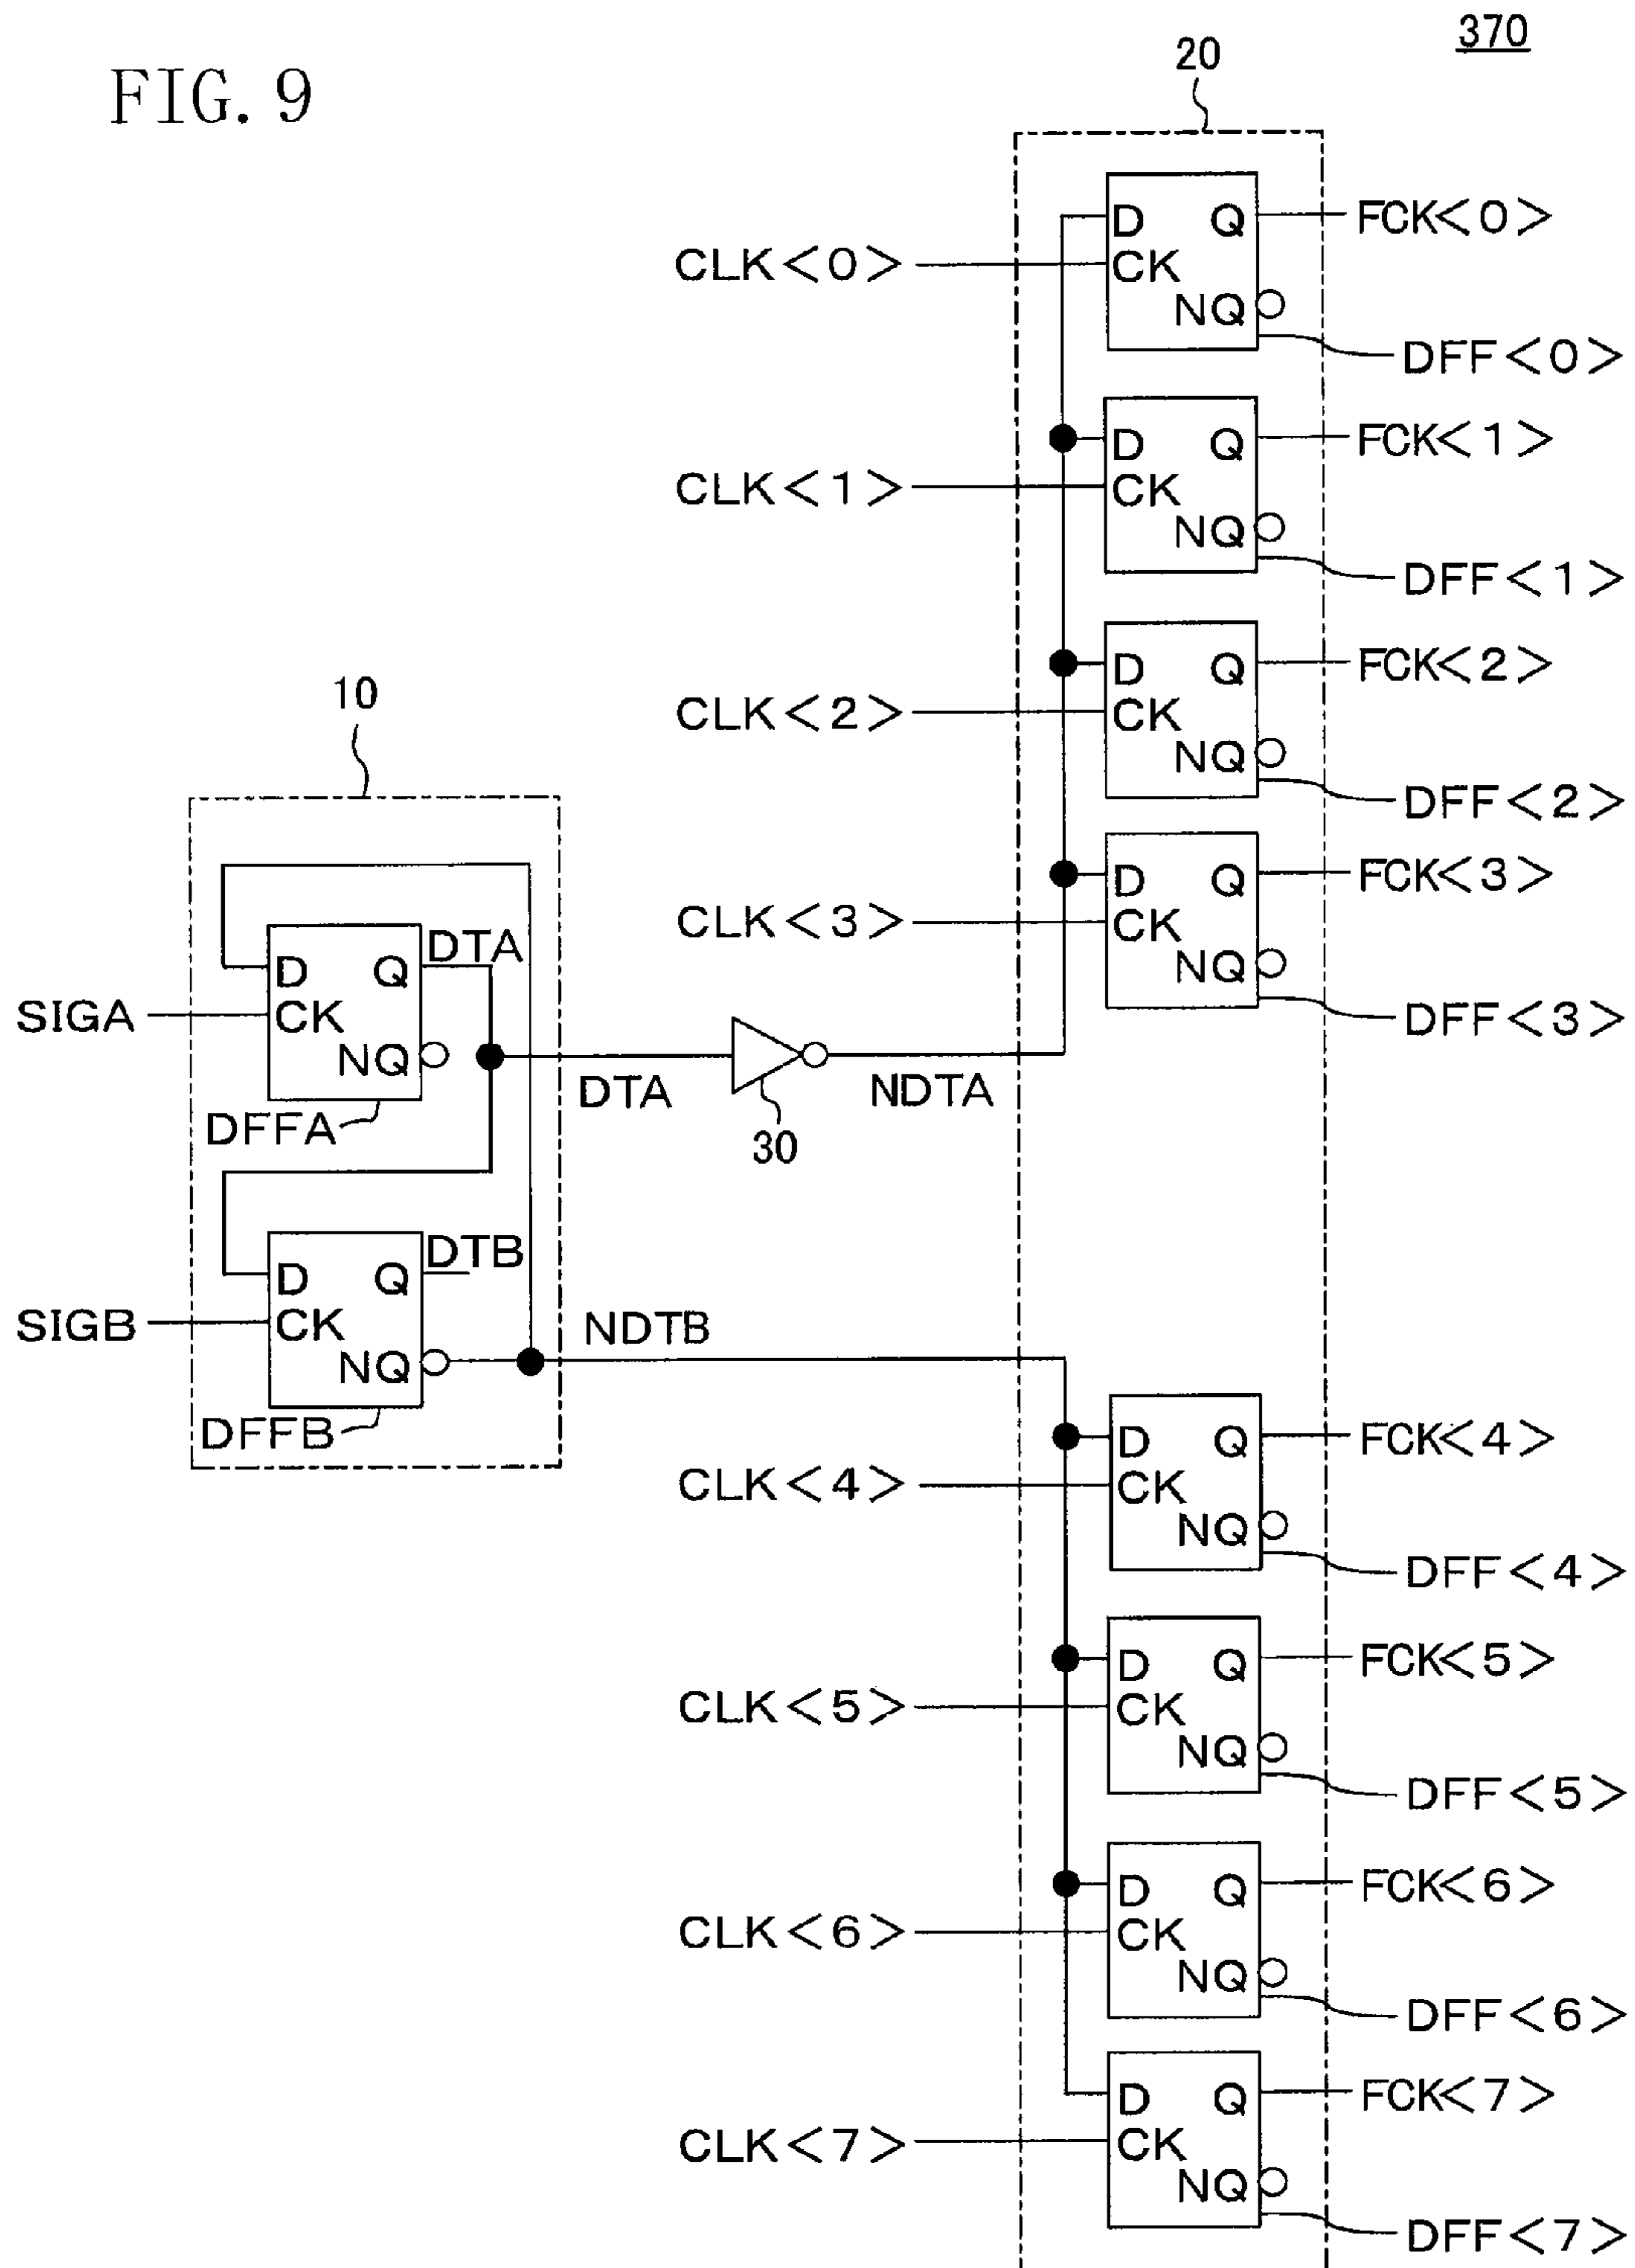 370
FIG. 9
20
D Q FCK<0>
CLK<0> CK
NQ
DFF<0>
D Q FCK<1>
CLK<1> CK
NQ
DFF<1>
D Q FCK<2>
CLK<2> CK
NQ
DFF<2>
D Q FCK<3>
CLK<3> CK
NQ
DFF<3>
10
DTA
D Q
SIGA CK
NQ
DFFA
DTA
30
NDTA
DTB
D Q
SIGB CK
NQ
DFFB
NDTB
D Q FCK<4>
CLK<4> CK
NQ
DFF<4>
D Q FCK<5>
CLK<5> CK
NQ
DFF<5>
D Q FCK<6>
CLK<6> CK
NQ
DFF<6>
D Q FCK<7>
CLK<7> CK
NQ
DFF<7>